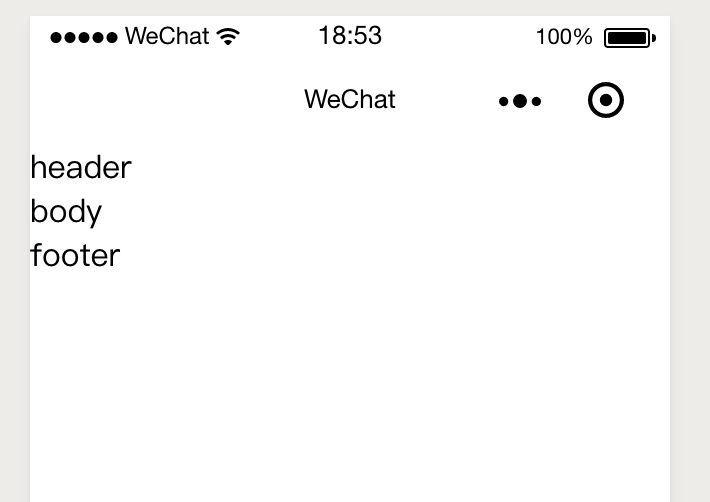 WeChat 18:53 100%
WeChat
header
body
footer